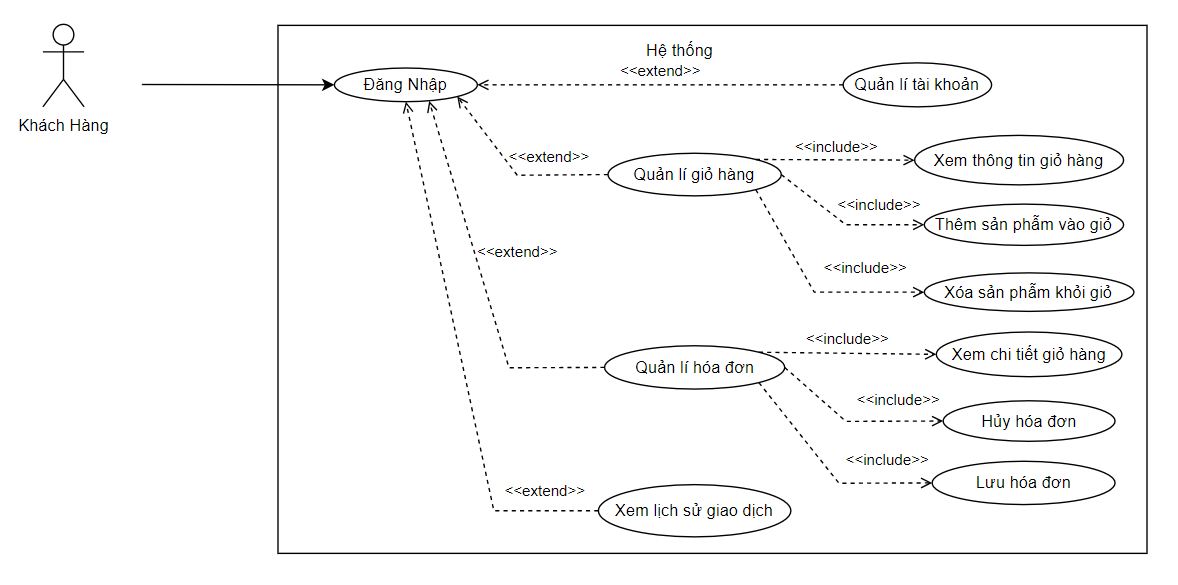 Hệ thống
<<extend>>
Đăng Nhập
Quản lí tài khoản
Khách Hàng
<<include>>
<<extend>>
Xem thông tin giỏ hàng
Quản lí giỏ hàng
<<include>>
Thêm sản phẫm vào giỏ
<<extend>>
<<include>>
Xóa sản phẫm khỏi giỏ
<<include>>
Xem chi tiết giỏ hàng
Quản lí hóa đơn
<<include>>
Hủy hóa đơn
<<include>>
Lưu hóa đơn
<<extend>>
Xem lịch sử giao dịch